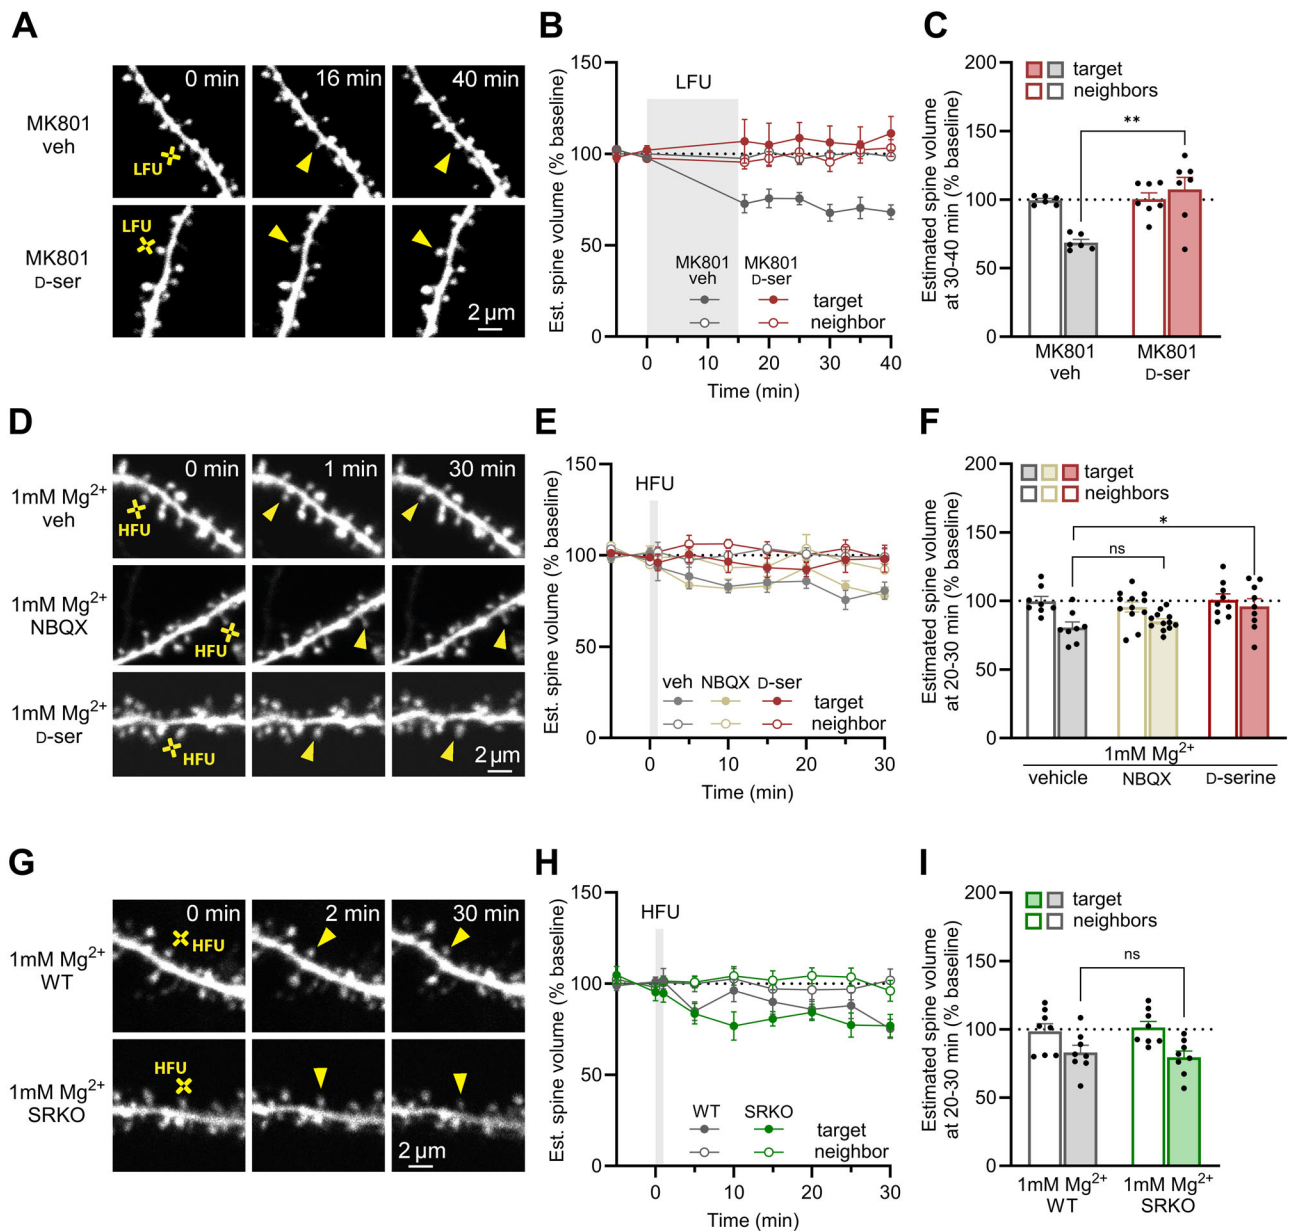 A
MK801
veh
MK801
D-ser
0 min
16 min
40 min
LFU
LFU
2 µm
B
Est. spine volume (% baseline)
150
100
50
0
LFU
MK801
veh
MK801
D-ser
target
neighbor
0
10
20
30
40
Time (min)
C
Estimated spine volume
at 30-40 min (% baseline)
200
150
100
50
0
target
neighbors
**
MK801
veh
MK801
D-ser
D
1mM Mg2+
veh
1mM Mg2+
NBQX
1mM Mg2+
D-ser
0 min
1 min
30 min
HFU
HFU
HFU
2 µm
E
Est. spine volume (% baseline)
150
100
50
0
HFU
veh NBQX D-ser
target
neighbor
0
10
20
30
Time (min)
F
Estimated spine volume
at 20-30 min (% baseline)
200
150
100
50
0
target
neighbors
*
ns
1mM Mg2+
vehicle
NBQX
D-serine
G
1mM Mg2+
WT
1mM Mg2+
SRKO
0 min
2 min
30 min
HFU
HFU
2 µm
H
Est. spine volume (% baseline)
150
100
50
0
HFU
WT
SRKO
target
neighbor
0
10
20
30
Time (min)
I
Estimated spine volume
at 20-30 min (% baseline)
200
150
100
50
0
target
neighbors
ns
1mM Mg2+
WT
1mM Mg2+
SRKO